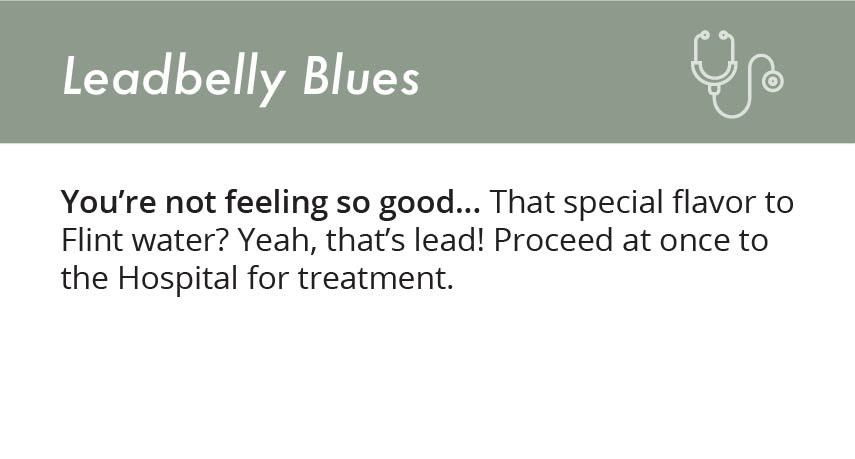 Leadbelly Blues
You’re not feeling so good... That special flavor to
Flint water? Yeah, that’s lead! Proceed at once to
the Hospital for treatment.